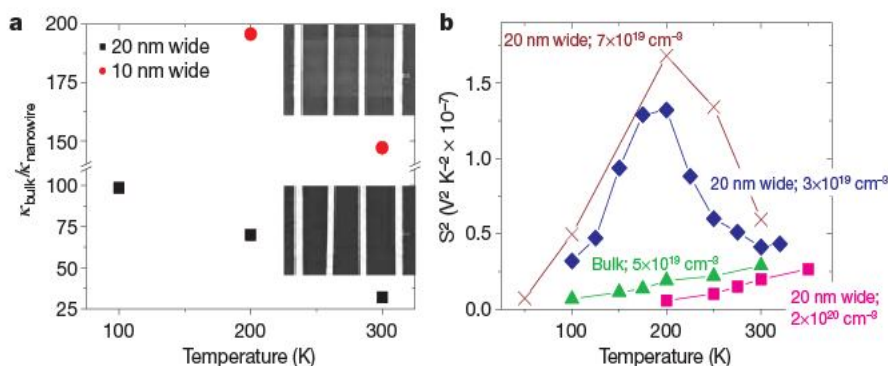 a
200
175
150
100
75
50
25
κbulk/κnanowire
■ 20 nm wide
● 10 nm wide
100
200
300
Temperature (K)
b
20 nm wide; 7×10¹⁹ cm⁻³
1.5
1.0
0.5
0.0
S² (V² K⁻² × 10⁻⁷)
20 nm wide; 3×10¹⁹ cm⁻³
Bulk; 5×10¹⁹ cm⁻³
20 nm wide;
2×10²⁰ cm⁻³
100
200
300
Temperature (K)